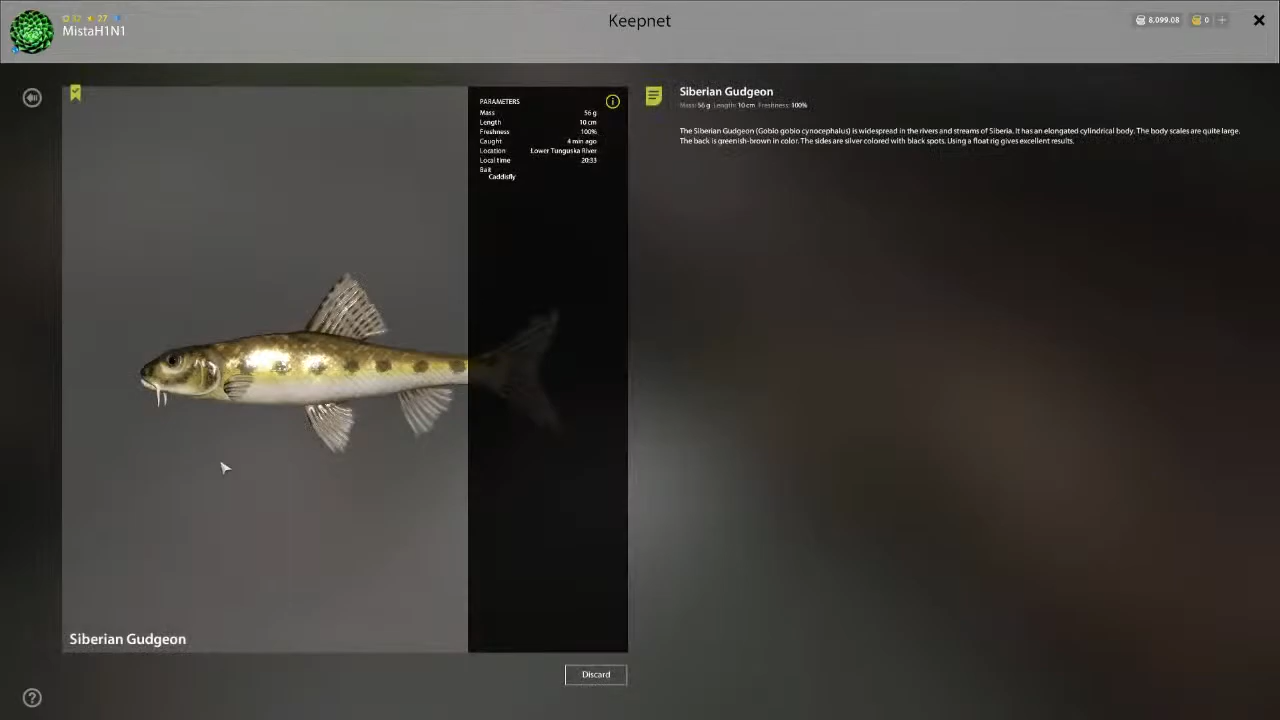 32 27
MistaH1N1
Keepnet
8,099.08 0 +
Siberian Gudgeon
PARAMETERS
Mass 56 g
Length 10 cm
Freshness 100%
Caught 4 min ago
Location Lower Tunguska River
Local time 20:33
Bait
Caddisfly
Siberian Gudgeon
Mass: 56 g Length: 10 cm Freshness: 100%
The Siberian Gudgeon (Gobio gobio cynocephalus) is widespread in the rivers and streams of Siberia. It has an elongated cylindrical body. The body scales are quite large.
The back is greenish-brown in color. The sides are silver colored with black spots. Using a float rig gives excellent results.
Discard